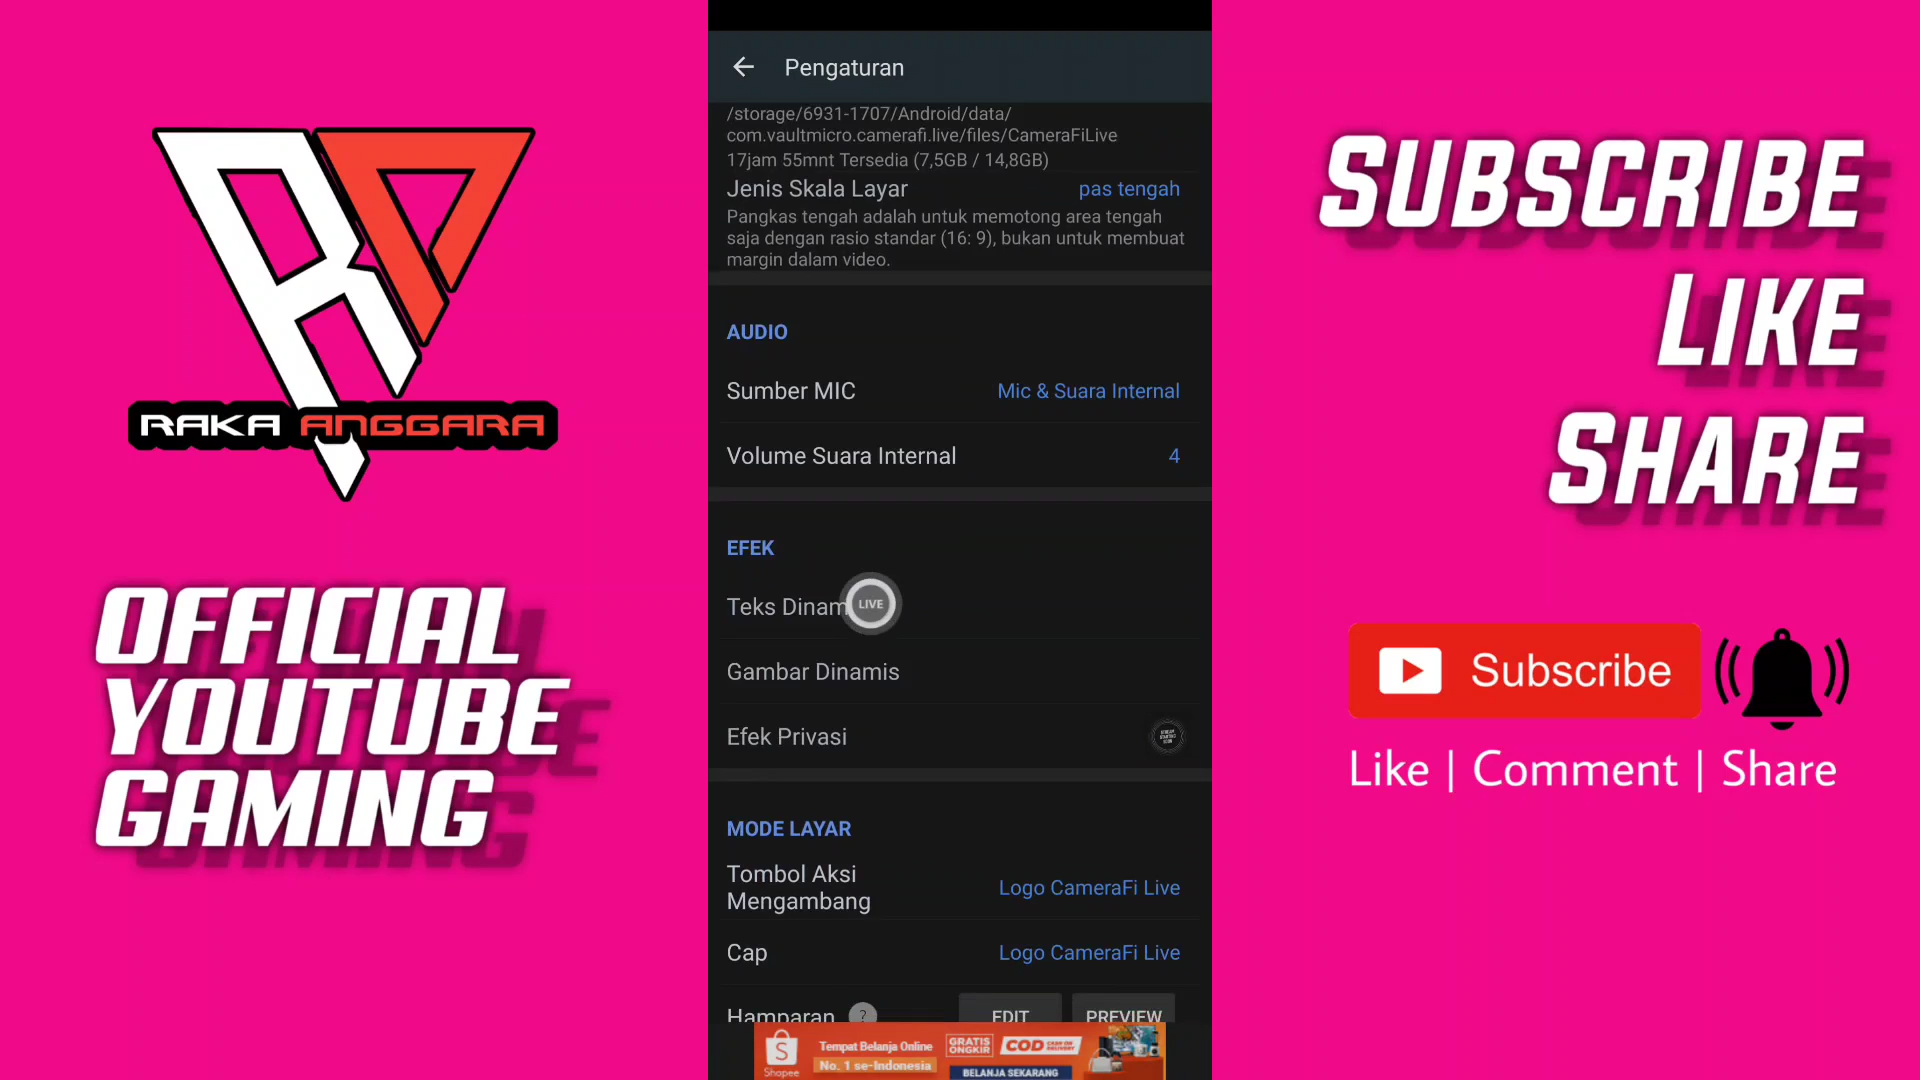 RAKA ANGGARA
OFFICIAL
YOUTUBE
GAMING
Pengaturan
/storage/6931-1707/Android/data/
com.vaultmicro.camerafi.live/files/CameraFiLive
17jam 55mnt Tersedia (7,5GB / 14,8GB)
Jenis Skala Layar pas tengah
Pangkas tengah adalah untuk memotong area tengah
saja dengan rasio standar (16: 9), bukan untuk membuat
margin dalam video.
AUDIO
Sumber MIC Mic & Suara Internal
Volume Suara Internal 4
EFEK
Teks Dinam LIVE
Gambar Dinamis
Efek Privasi
MODE LAYAR
Tombol Aksi
Mengambang Logo CameraFi Live
Cap Logo CameraFi Live
Hamparan ? EDIT PREVIEW
Shopee
Tempat Belanja Online
No. 1 se-Indonesia
GRATIS
ONGKIR
COD CASH ON DELIVERY
BELANJA SEKARANG
SUBSCRIBE
LIKE
SHARE
Subscribe
Like | Comment | Share